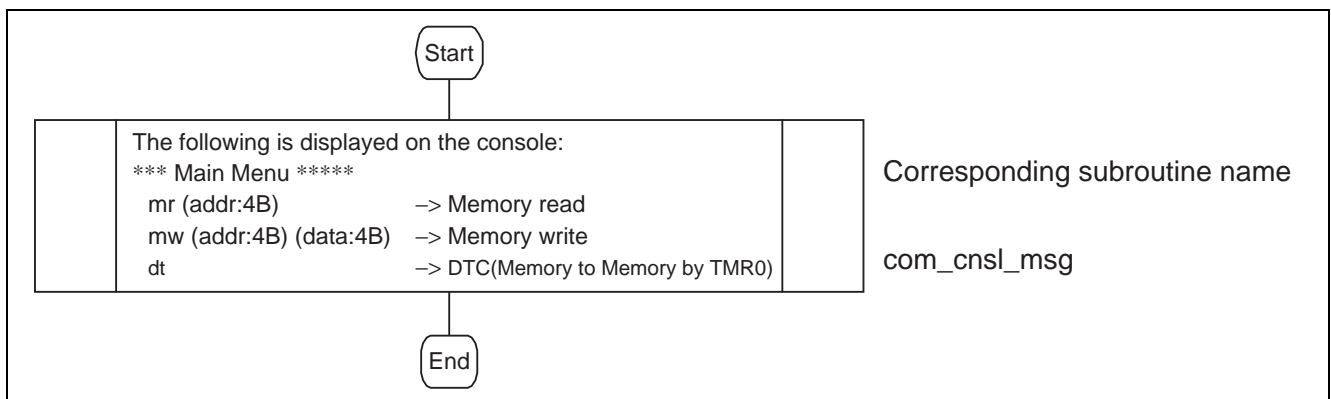 Start
The following is displayed on the console:
*** Main Menu *****
mr (addr:4B) –> Memory read
mw (addr:4B) (data:4B) –> Memory write
dt –> DTC(Memory to Memory by TMR0)
Corresponding subroutine name
com_cnsl_msg
End